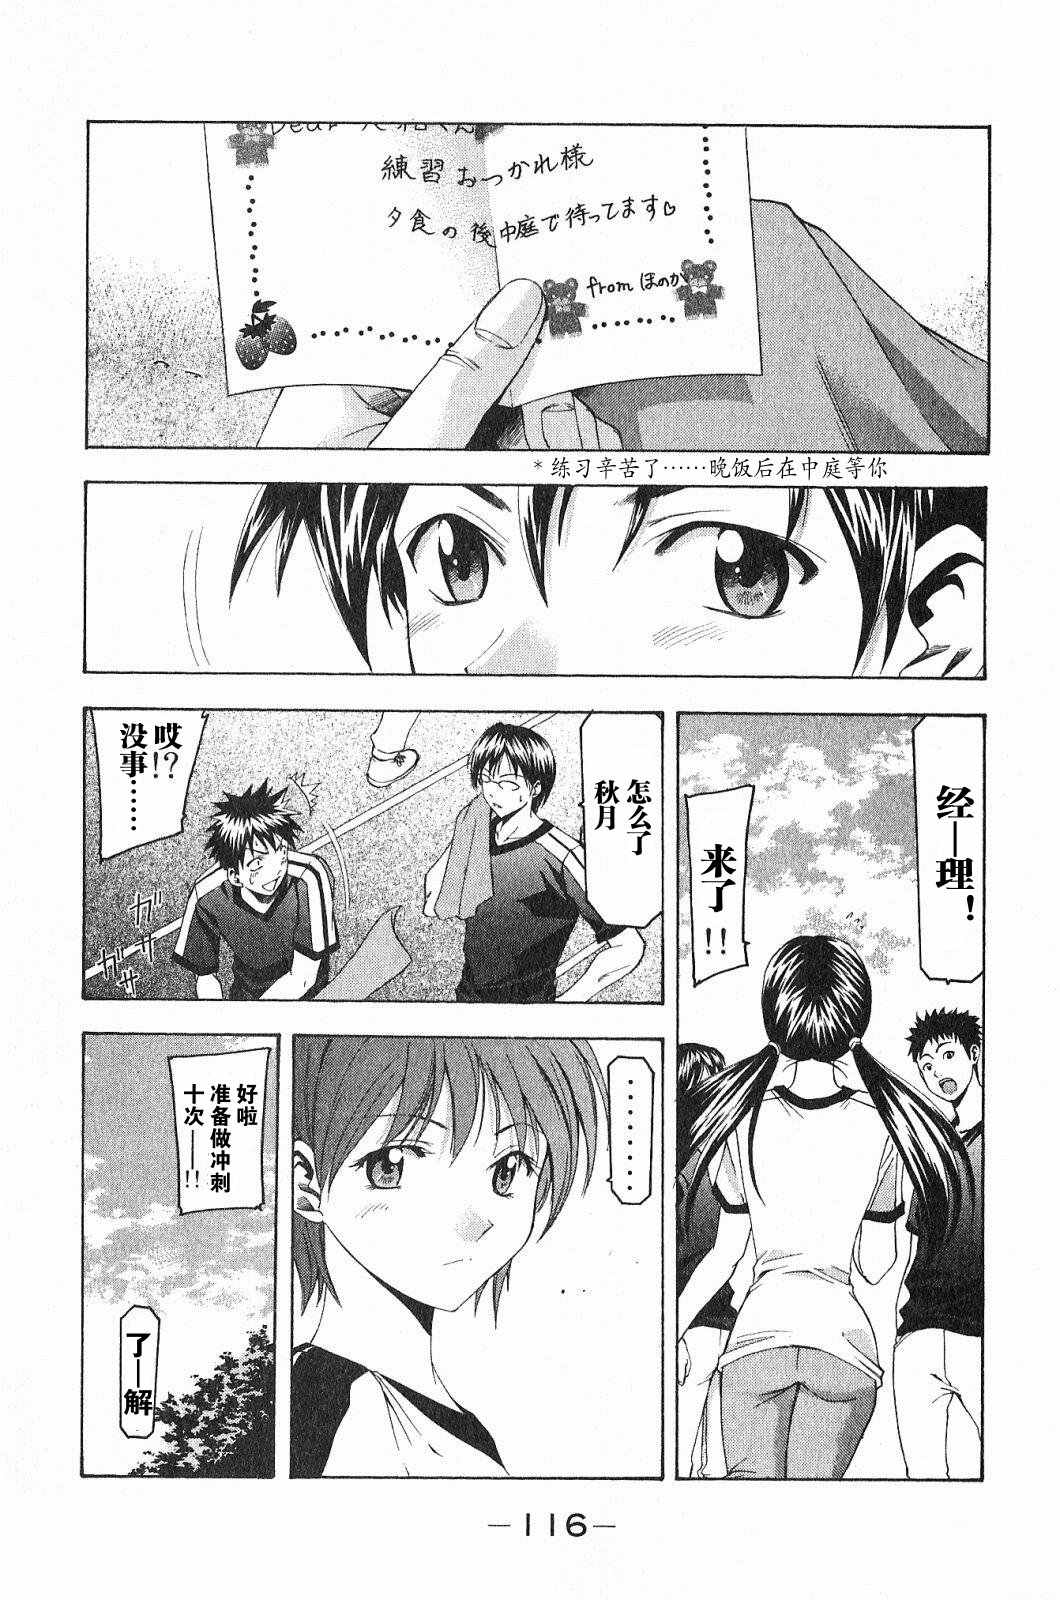 Dear
練習おつかれ様
夕食の後中庭で待ってます♡
from ほのか
*练习辛苦了……晚饭后在中庭等你
经—理！
来了!!
怎么了
秋月
哎!?
没事……
ガサ
ガサ
………
好啦
准备做冲刺
十次——!!
了—解
—116—